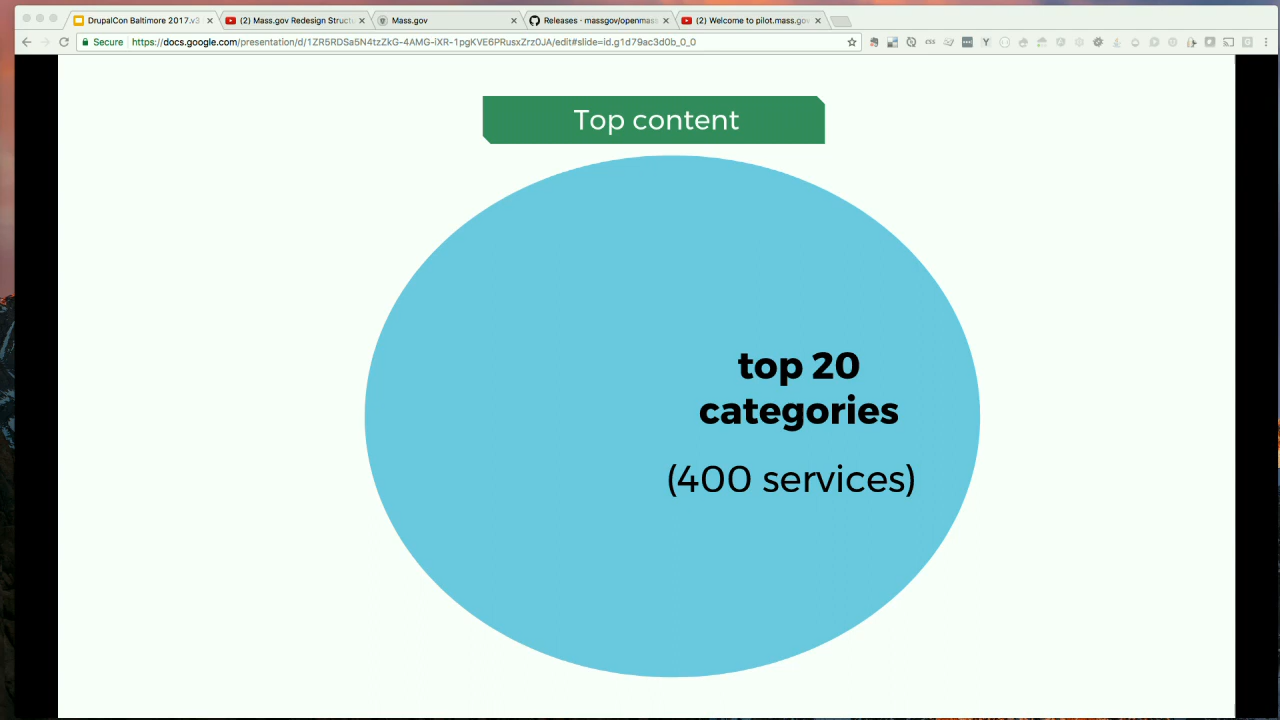 DrupalCon Baltimore 2017.v3
(2) Mass.gov Redesign Struct
Mass.gov
Releases · massgov/openmass
(2) Welcome to pilot.mass.gov
Secure
https://docs.google.com/presentation/d/1ZR5RDSa5N4tzZkG-4AMG-iXR-1pgKVE6PRusxZrz0JA/edit#slide=id.g1d79ac3d0b_0_0
css
Y
Top content
top 20
categories
(400 services)